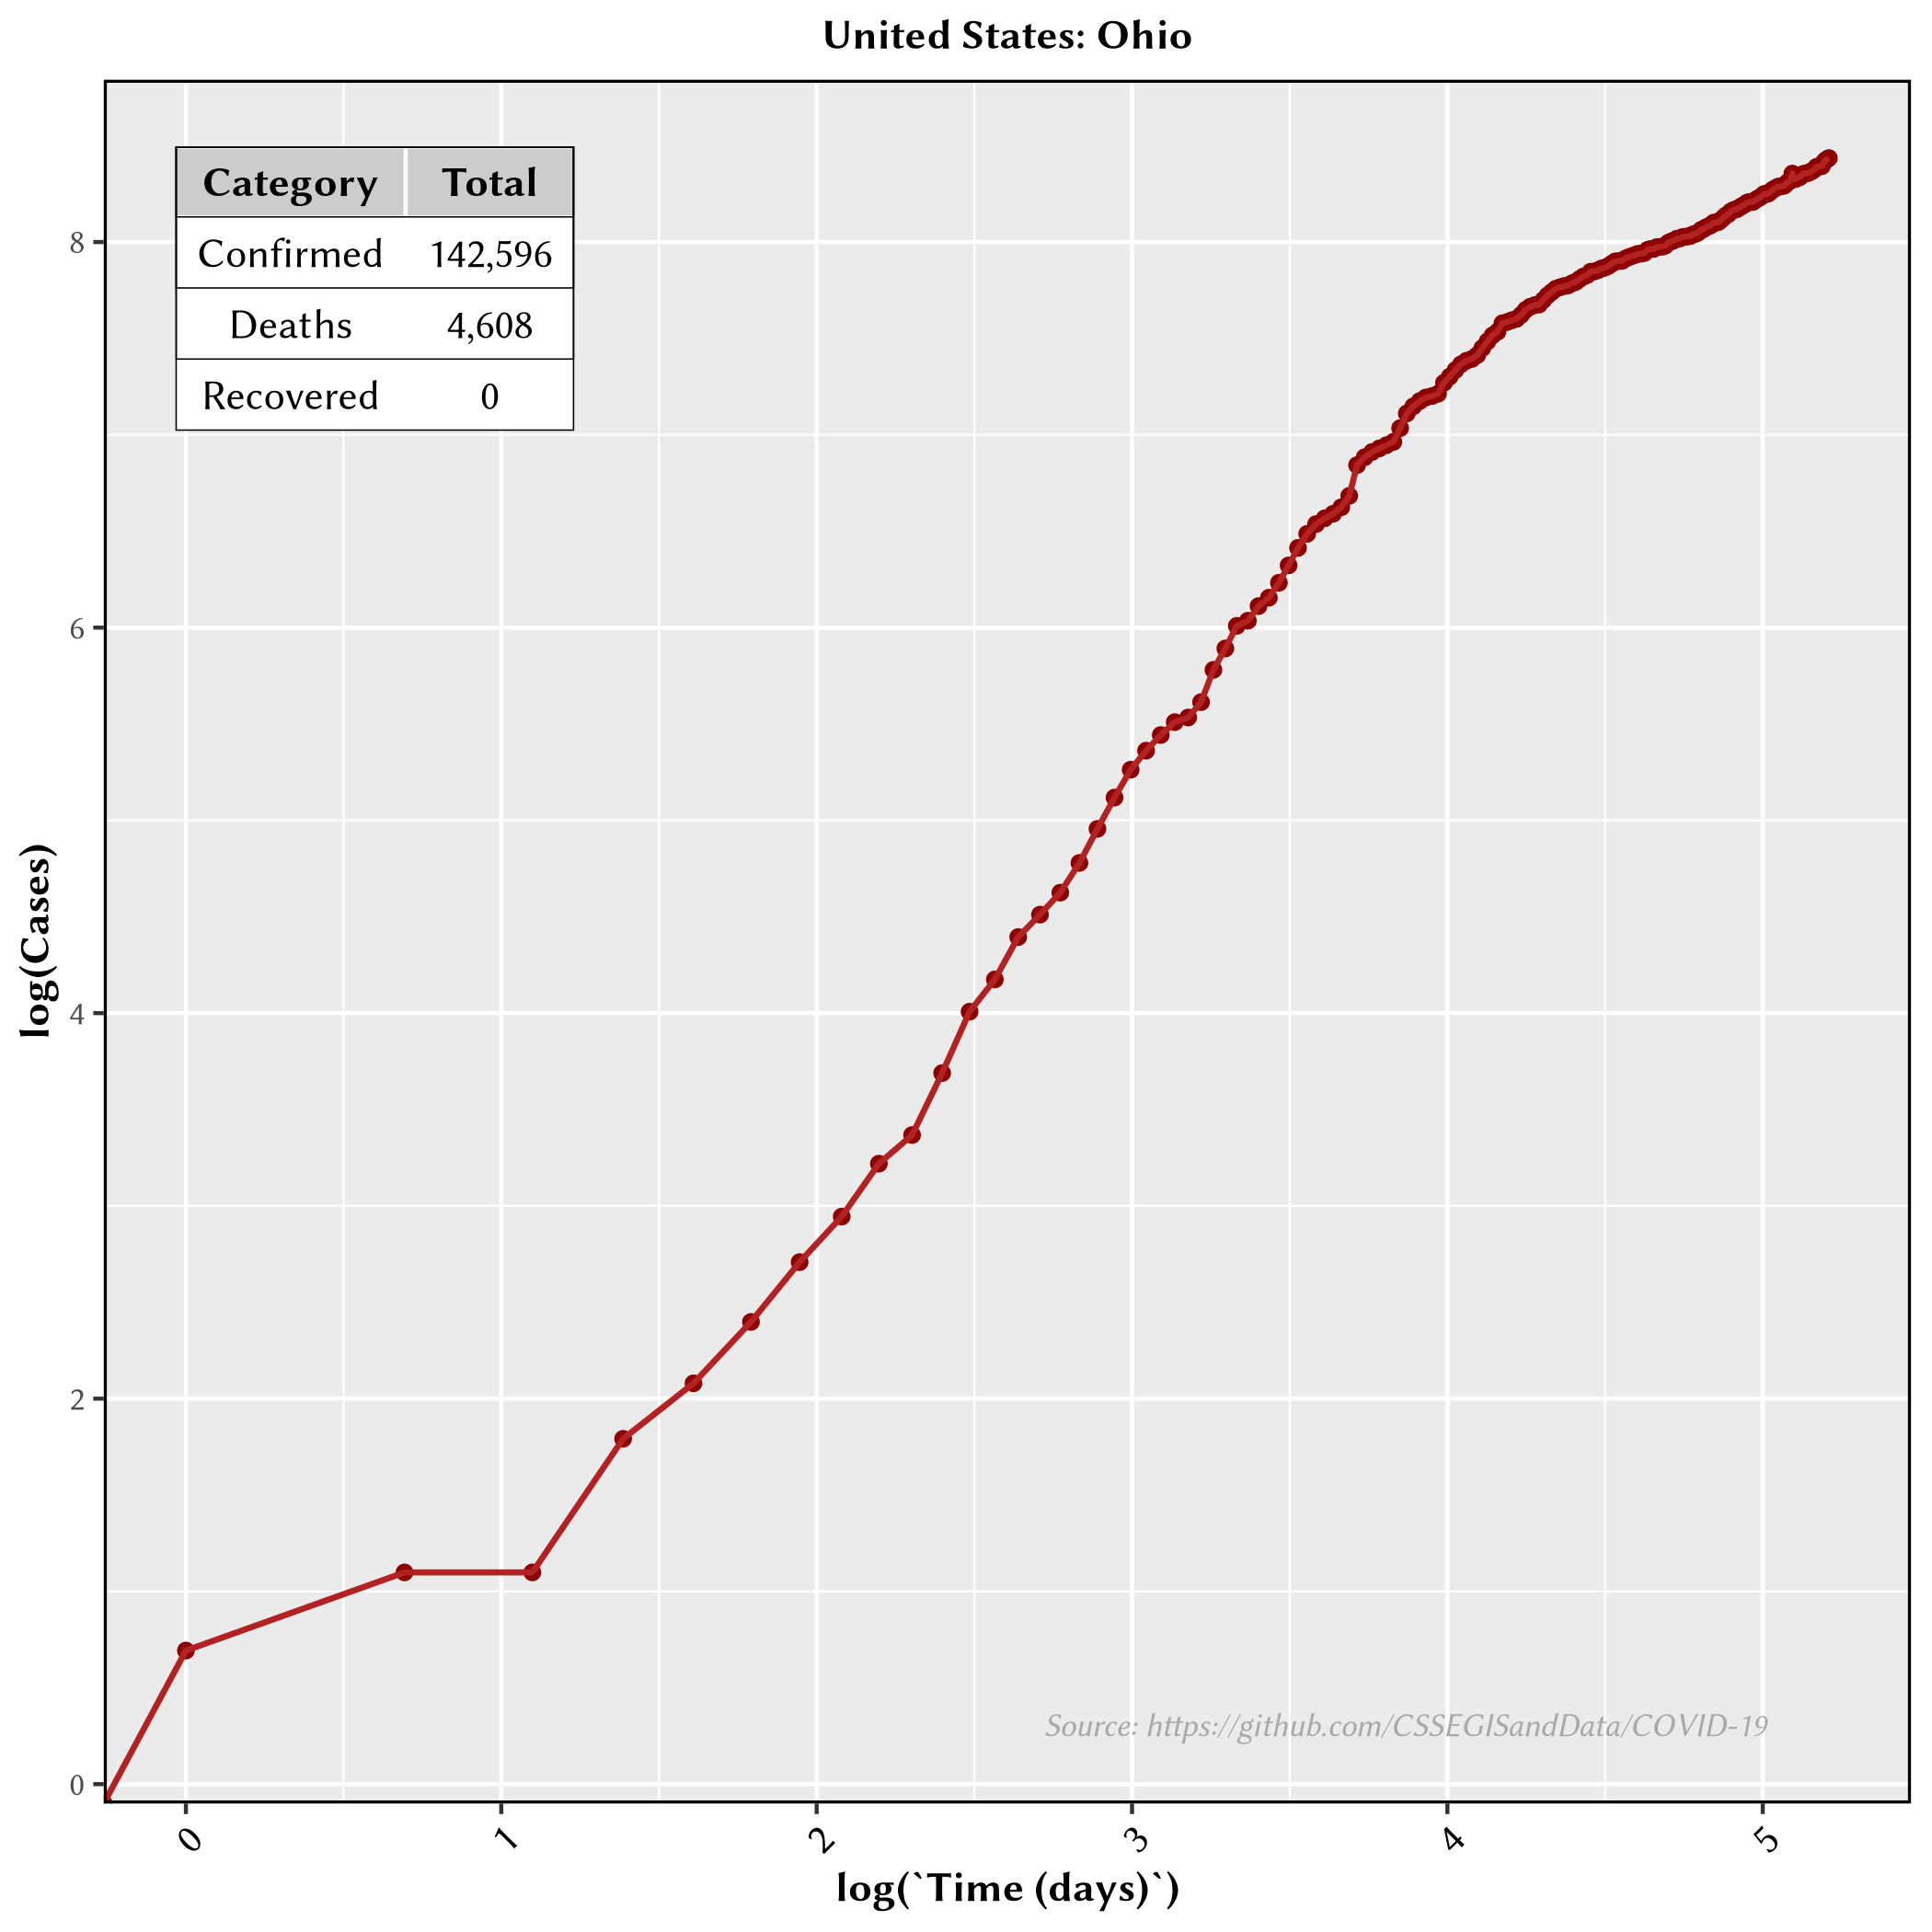 United States: Ohio
Category Total
Confirmed 142,596
Deaths 4,608
Recovered 0
8
6
4
2
0
log(Cases)
Source: https://github.com/CSSEGISandData/COVID-19
0 1 2 3 4 5
log(`Time (days)`)